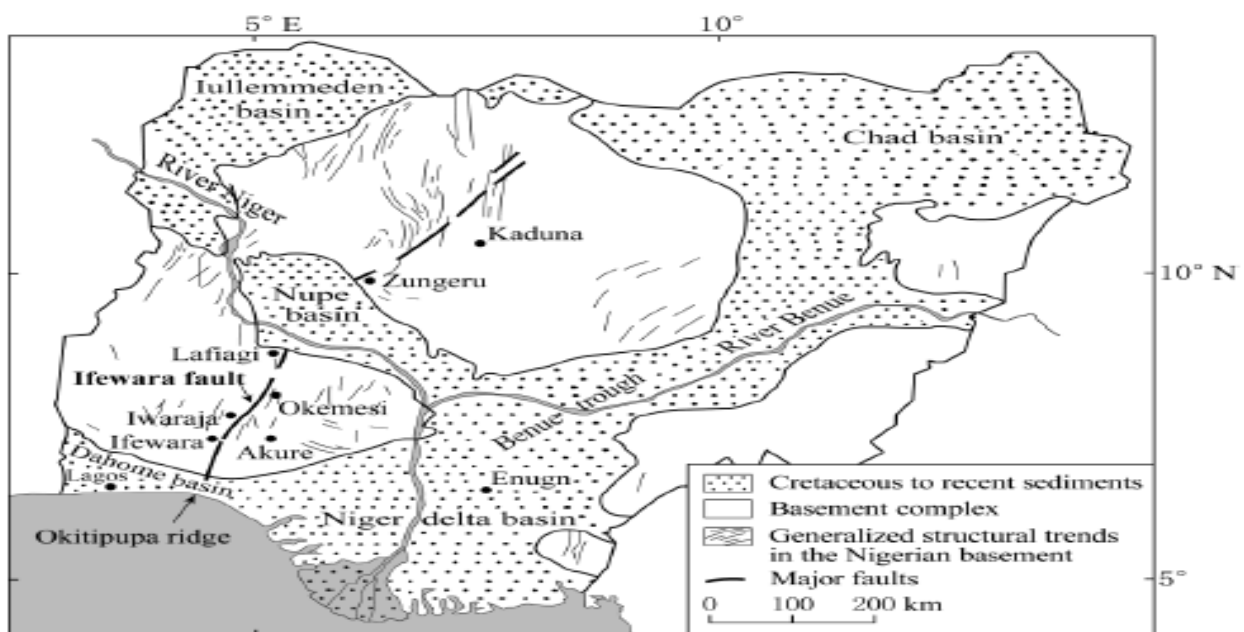 5° E
10°
Iullemmeden
basin
Chad basin
River Niger
Kaduna
10° N
Zungeru
Nupe
basin
River Benue
Lafiagi
Ifewara fault
Okemesi
Benue trough
Iwaraja
Ifewara
Akure
Dahome basin
Lagos
Enugn
Niger delta basin
Okitipupa ridge
Cretaceous to recent sediments
Basement complex
Generalized structural trends
in the Nigerian basement
Major faults
5°
0 100 200 km